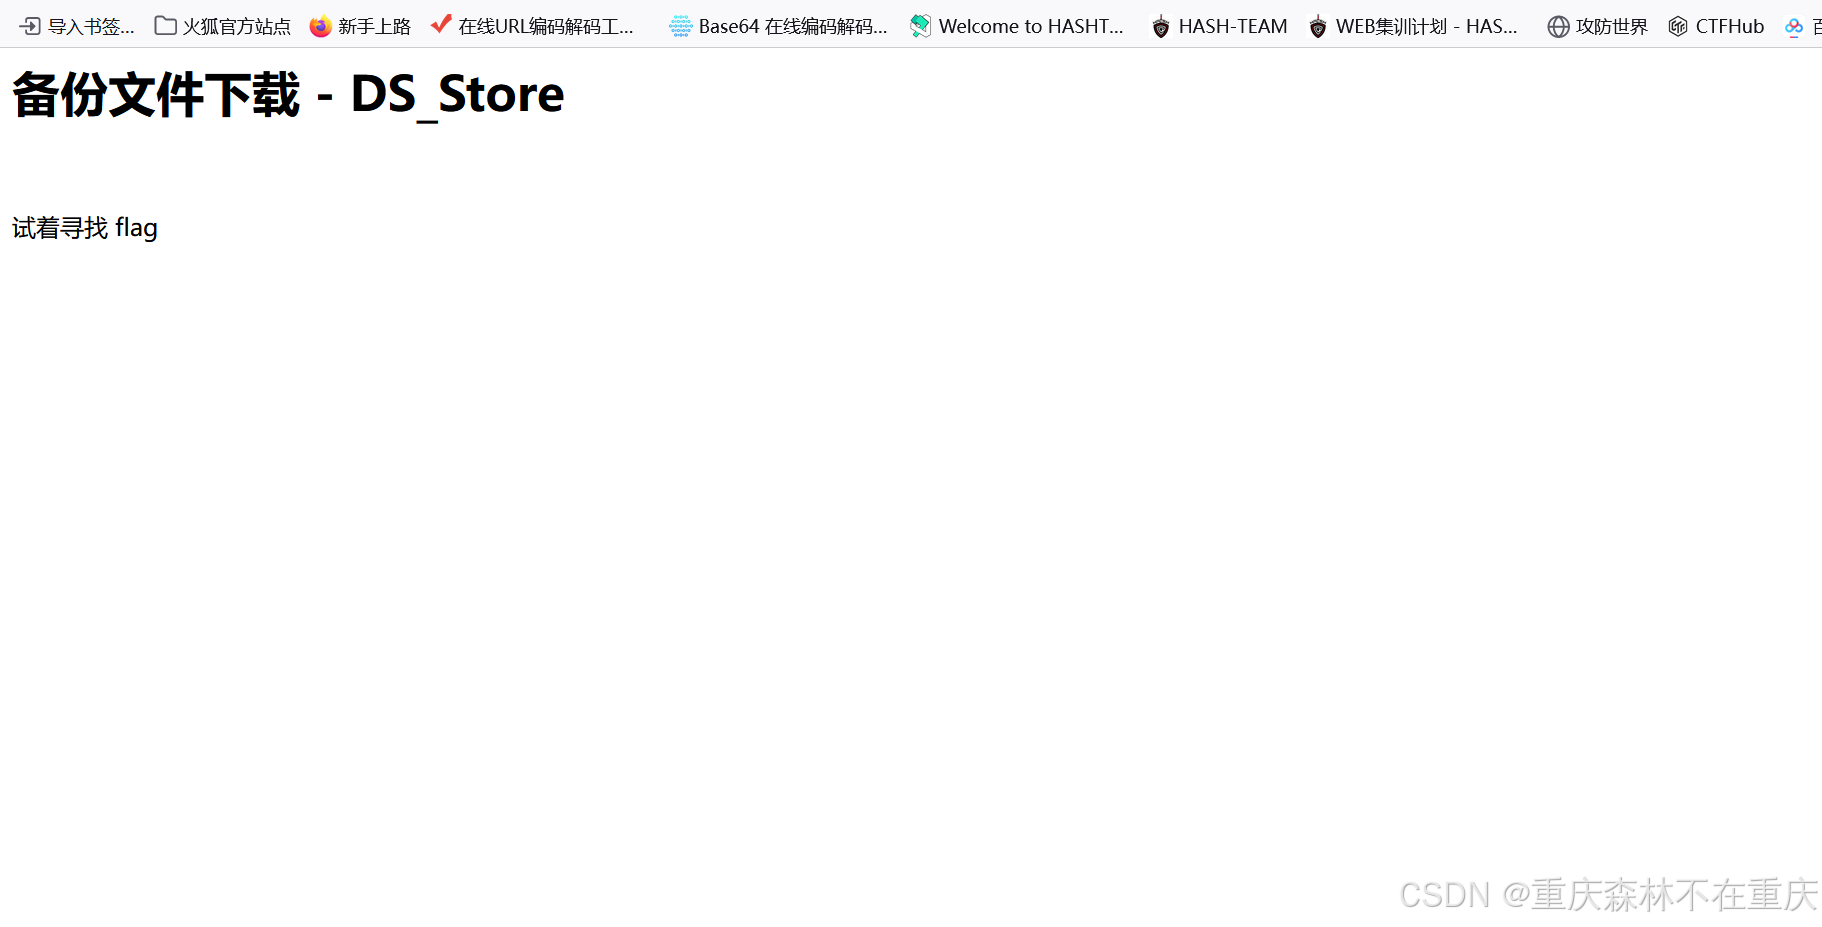 导入书签... 火狐官方站点 新手上路 在线URL编码解码工... Base64 在线编码解码... Welcome to HASHT... HASH-TEAM WEB集训计划 - HAS... 攻防世界 CTFHub
备份文件下载 - DS_Store
试着寻找 flag
CSDN @重庆森林不在重庆